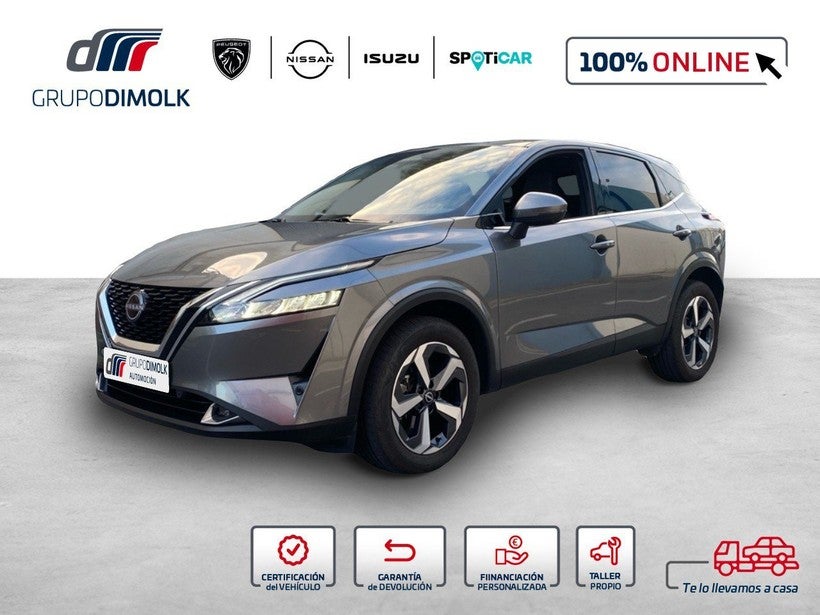 GRUPODIMOLK
PEUGEOT
NISSAN
ISUZU
SPOTiCAR
100% ONLINE
NISSAN
GRUPODIMOLK
AUTOMOCIÓN
CERTIFICACIÓN
del VEHÍCULO
GARANTÍA
de DEVOLUCIÓN
FIINANCIACIÓN
PERSONALIZADA
TALLER
PROPIO
Te lo llevamos a casa